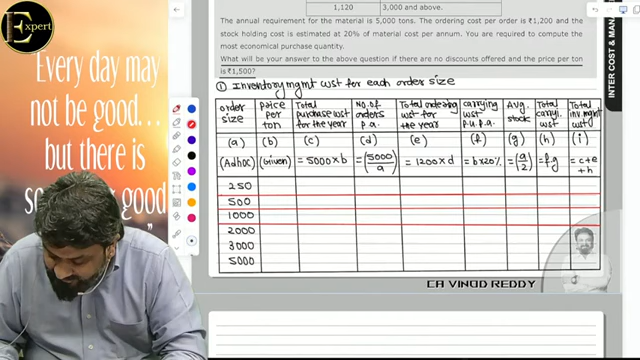 Expert
"Every day may
not be good...
but there is
good
1,120 3,000 and above.
The annual requirement for the material is 5,000 tons. The ordering cost per order is ₹1,200 and the
stock holding cost is estimated at 20% of material cost per annum. You are required to compute the
most economical purchase quantity.
What will be your answer to the above question if there are no discounts offered and the price per ton
is ₹1,500?
① Inventory mgmt cost for each order size
order size | Price per ton | Total purchase cost for the year | No. of orders p.a. | Total ordering cost for the year | carrying cost p.u.p.a. | Avg. stock | Total carry. cost | Total inv. mgmt cost
(a) (b) (c) (d) (e) (f) (g) (h) (i)
(Adhoc) (Given) = 5000 × b = (5000/a) = 1200 × d = b × 20% = (a/2) = f.g = c+e+h
250
500
1000
2000
3000
5000
CA VINOD REDDY
INTER COST & MANA